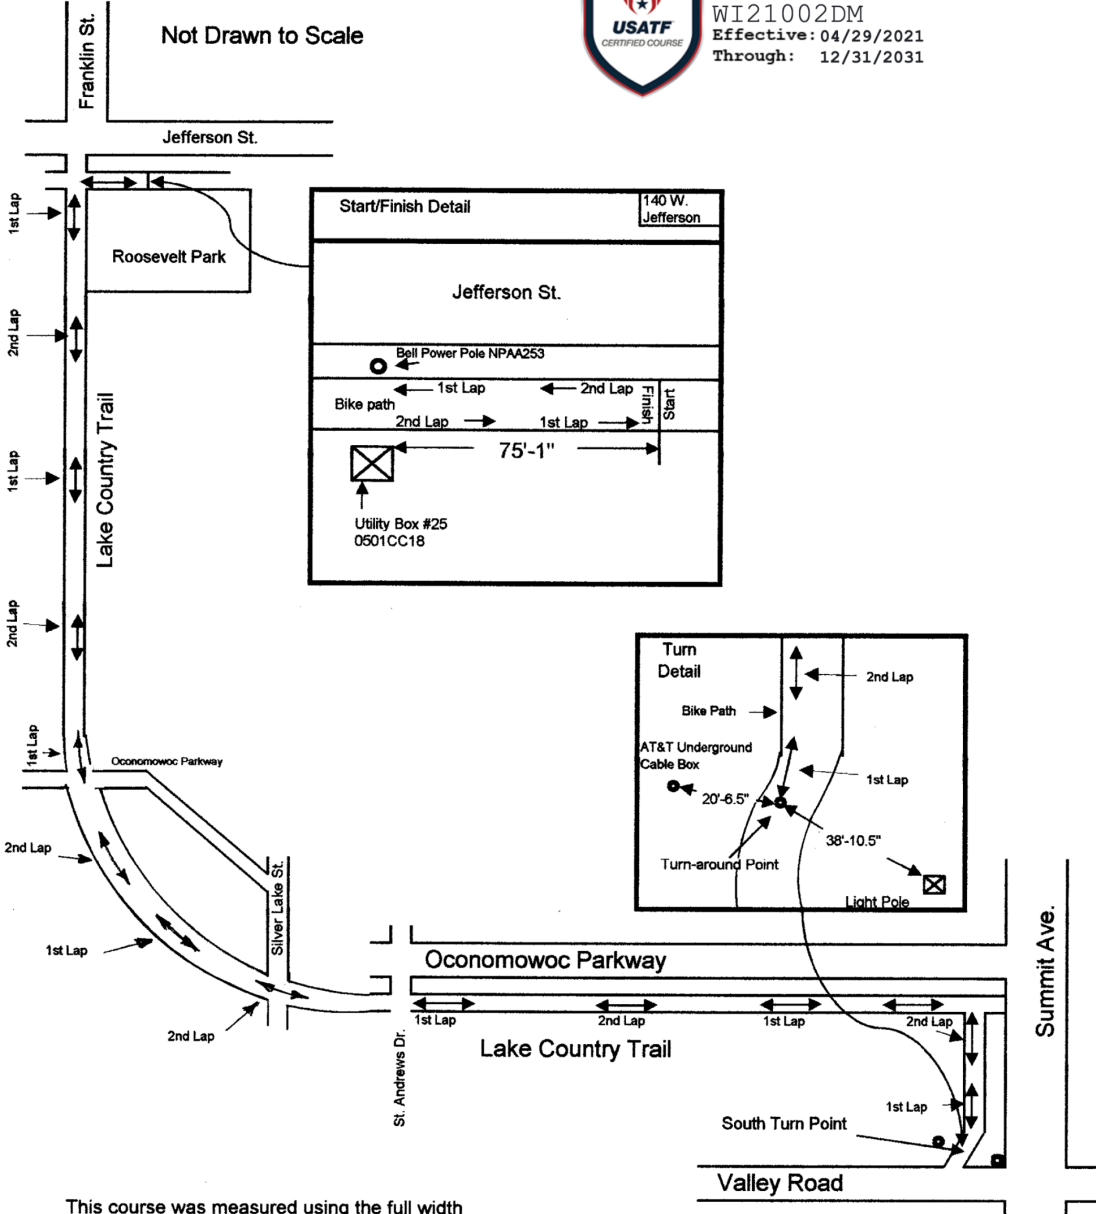 Franklin St.
Not Drawn to Scale
USATF
CERTIFIED COURSE
WI21002DM
Effective: 04/29/2021
Through: 12/31/2031
Jefferson St.
1st Lap
Roosevelt Park
2nd Lap
Lake Country Trail
1st Lap
2nd Lap
1st Lap
Oconomowoc Parkway
2nd Lap
1st Lap
2nd Lap
Silver Lake St.
Start/Finish Detail
140 W.
Jefferson
Jefferson St.
Bell Power Pole NPAA253
1st Lap
2nd Lap
Finish
Start
Bike path
2nd Lap
1st Lap
75'-1"
Utility Box #25
0501CC18
Turn
Detail
2nd Lap
Bike Path
AT&T Underground
Cable Box
1st Lap
20'-6.5"
38'-10.5"
Turn-around Point
Light Pole
Oconomowoc Parkway
Summit Ave.
1st Lap
2nd Lap
1st Lap
2nd Lap
St. Andrews Dr.
Lake Country Trail
1st Lap
South Turn Point
Valley Road
This course was measured using the full width